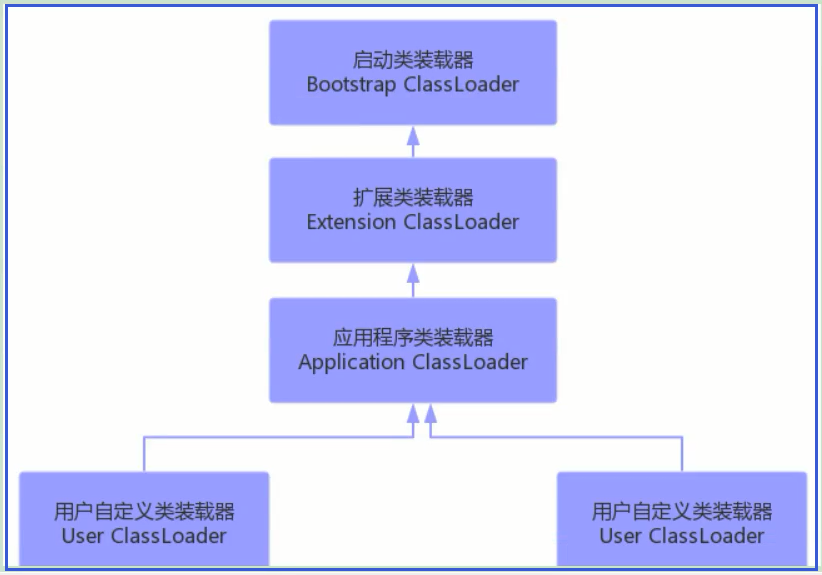 启动类装载器
Bootstrap ClassLoader
扩展类装载器
Extension ClassLoader
应用程序类装载器
Application ClassLoader
用户自定义类装载器
User ClassLoader
用户自定义类装载器
User ClassLoader